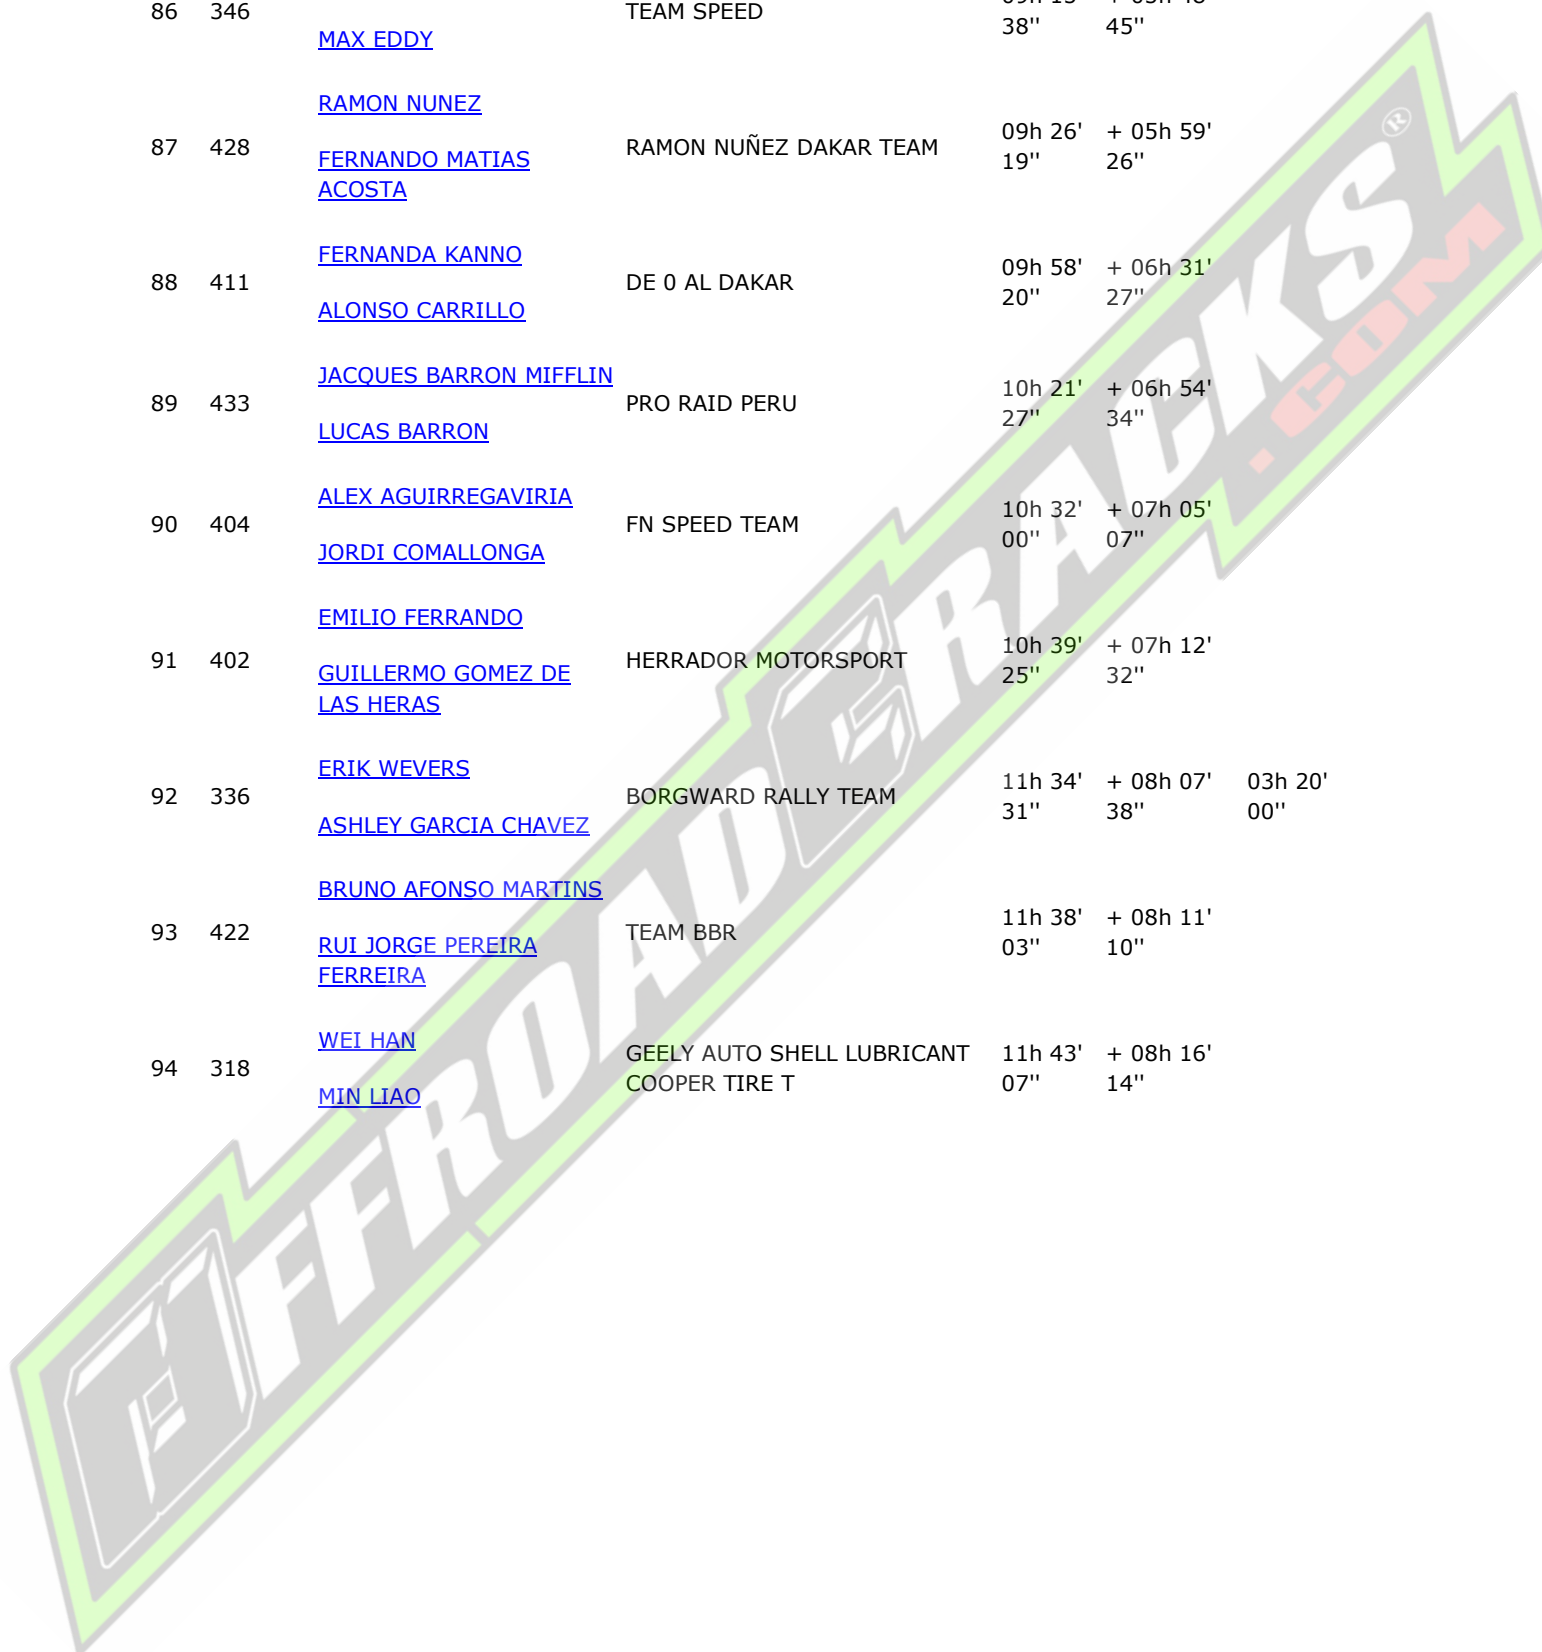 86 346 TEAM SPEED
38'' 45''
MAX EDDY
RAMON NUNEZ
87 428 RAMON NUÑEZ DAKAR TEAM 09h 26' + 05h 59'
19'' 26''
FERNANDO MATIAS
ACOSTA
FERNANDA KANNO
88 411 DE 0 AL DAKAR 09h 58' + 06h 31'
20'' 27''
ALONSO CARRILLO
JACQUES BARRON MIFFLIN
89 433 PRO RAID PERU 10h 21' + 06h 54'
27'' 34''
LUCAS BARRON
ALEX AGUIRREGAVIRIA
90 404 FN SPEED TEAM 10h 32' + 07h 05'
00'' 07''
JORDI COMALLONGA
EMILIO FERRANDO
91 402 HERRADOR MOTORSPORT 10h 39' + 07h 12'
25'' 32''
GUILLERMO GOMEZ DE
LAS HERAS
ERIK WEVERS
92 336 BORGWARD RALLY TEAM 11h 34' + 08h 07' 03h 20'
31'' 38'' 00''
ASHLEY GARCIA CHAVEZ
BRUNO AFONSO MARTINS
93 422 TEAM BBR 11h 38' + 08h 11'
03'' 10''
RUI JORGE PEREIRA
FERREIRA
WEI HAN
94 318 GEELY AUTO SHELL LUBRICANT 11h 43' + 08h 16'
COOPER TIRE T 07'' 14''
MIN LIAO
OFFROADCRACKS®
.COM